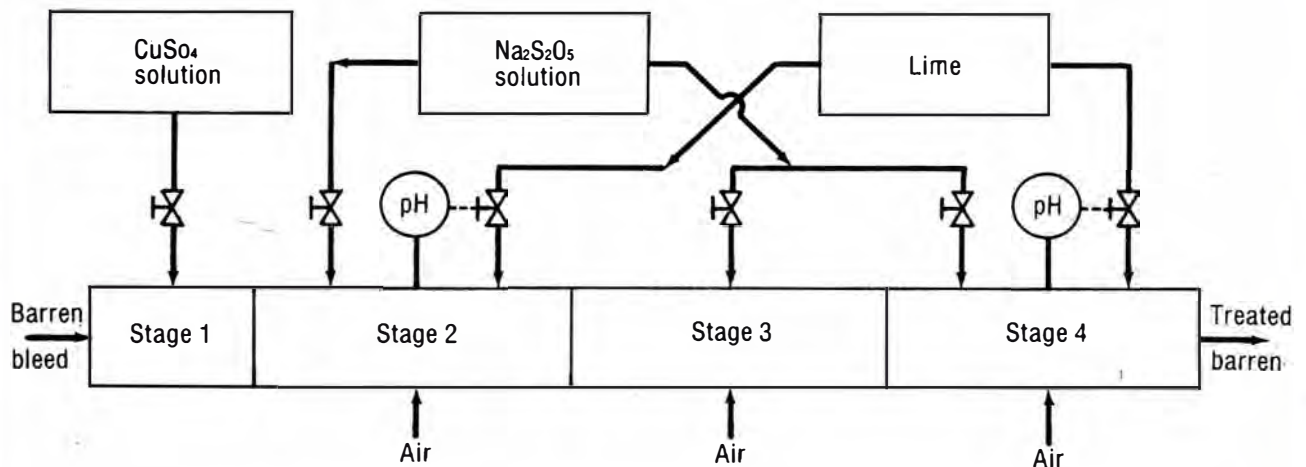 CuSo₄
solution
Na₂S₂O₅
solution
Lime
pH
pH
Barren
bleed
Stage 1
Stage 2
Stage 3
Stage 4
Treated
barren
Air
Air
Air